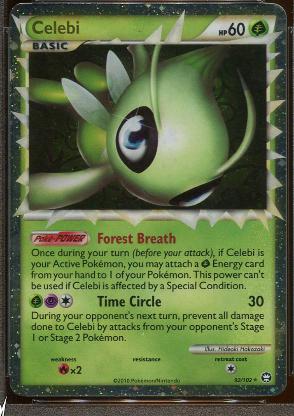 Celebi
HP 60
BASIC
Poké-POWER Forest Breath
Once during your turn (before your attack), if Celebi is
your Active Pokémon, you may attach a Energy card
from your hand to 1 of your Pokémon. This power can't
be used if Celebi is affected by a Special Condition.
Time Circle 30
During your opponent's next turn, prevent all damage
done to Celebi by attacks from your opponent's Stage
1 or Stage 2 Pokémon.
Illus. Hideaki Hakozaki
weakness resistance retreat cost
×2
©2010 Pokémon/Nintendo 92/102